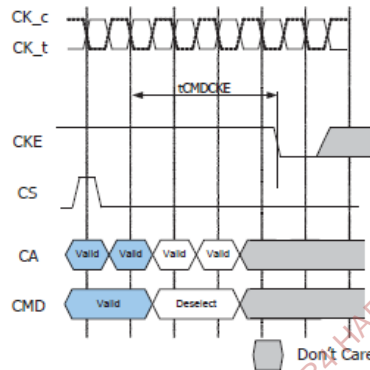 CK_c
CK_t
tCMDCKE
CKE
CS
CA Valid Valid Valid Valid
CMD Valid Deselect
Don't Care